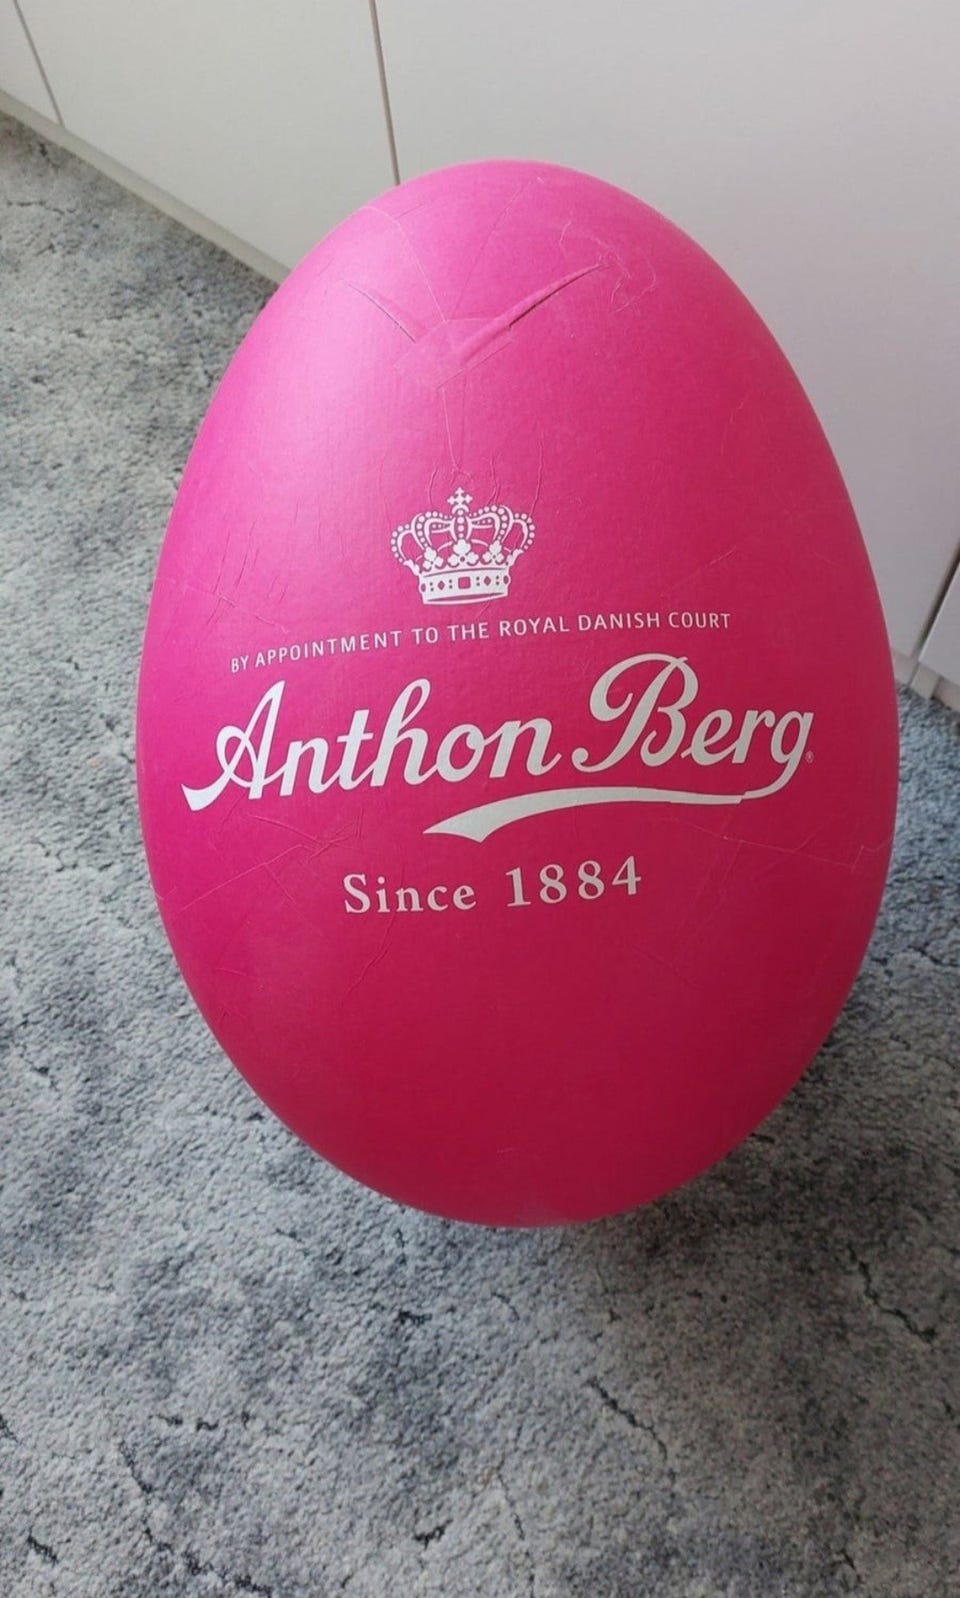 BY APPOINTMENT TO THE ROYAL DANISH COURT
Anthon Berg®
Since 1884